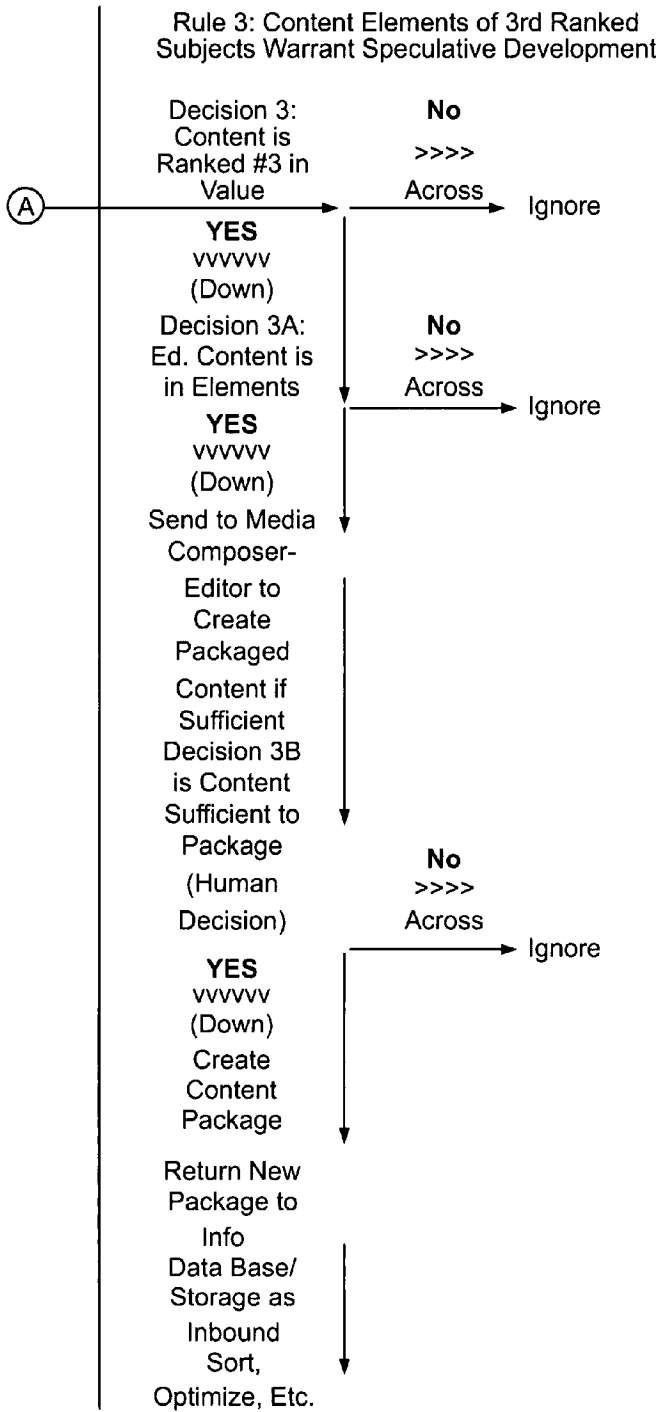 Rule 3: Content Elements of 3rd Ranked
Subjects Warrant Speculative Development
Decision 3:
Content is
Ranked #3 in
Value
No
>>>>
Across
Ignore
A
YES
vvvvvv
(Down)
Decision 3A:
Ed. Content is
in Elements
No
>>>>
Across
Ignore
YES
vvvvvv
(Down)
Send to Media
Composer-
Editor to
Create
Packaged
Content if
Sufficient
Decision 3B
is Content
Sufficient to
Package
(Human
Decision)
No
>>>>
Across
Ignore
YES
vvvvvv
(Down)
Create
Content
Package
Return New
Package to
Info
Data Base/
Storage as
Inbound
Sort,
Optimize, Etc.